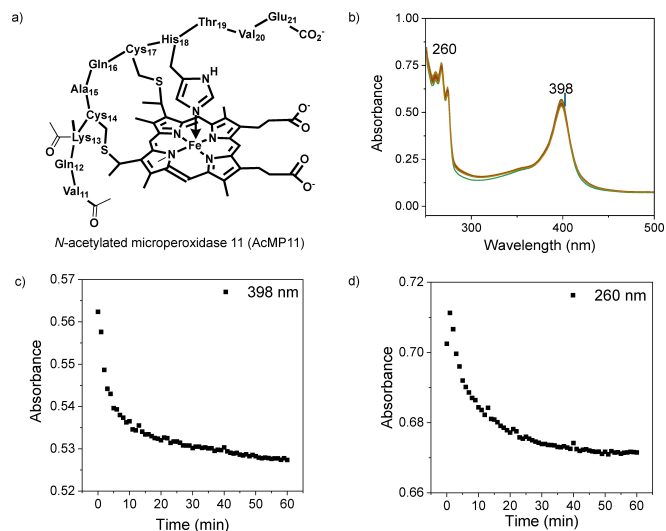 a)
Thr19
Glu21
CO2-
His18
Val20
Cys17
Gln16
Ala15
Cys14
Lys13
Gln12
Val11
O
O
S
S
H
N
N
N
N
N
N
Fe
O
O-
O
O-
N-acetylated microperoxidase 11 (AcMP11)
b)
1.00
0.75
0.50
0.25
0.00
260
398
300
400
500
Wavelength (nm)
Absorbance
c)
0.57
0.56
0.55
0.54
0.53
0.52
398 nm
0 10 20 30 40 50 60
Time (min)
Absorbance
d)
0.72
0.70
0.68
0.66
260 nm
0 10 20 30 40 50 60
Time (min)
Absorbance